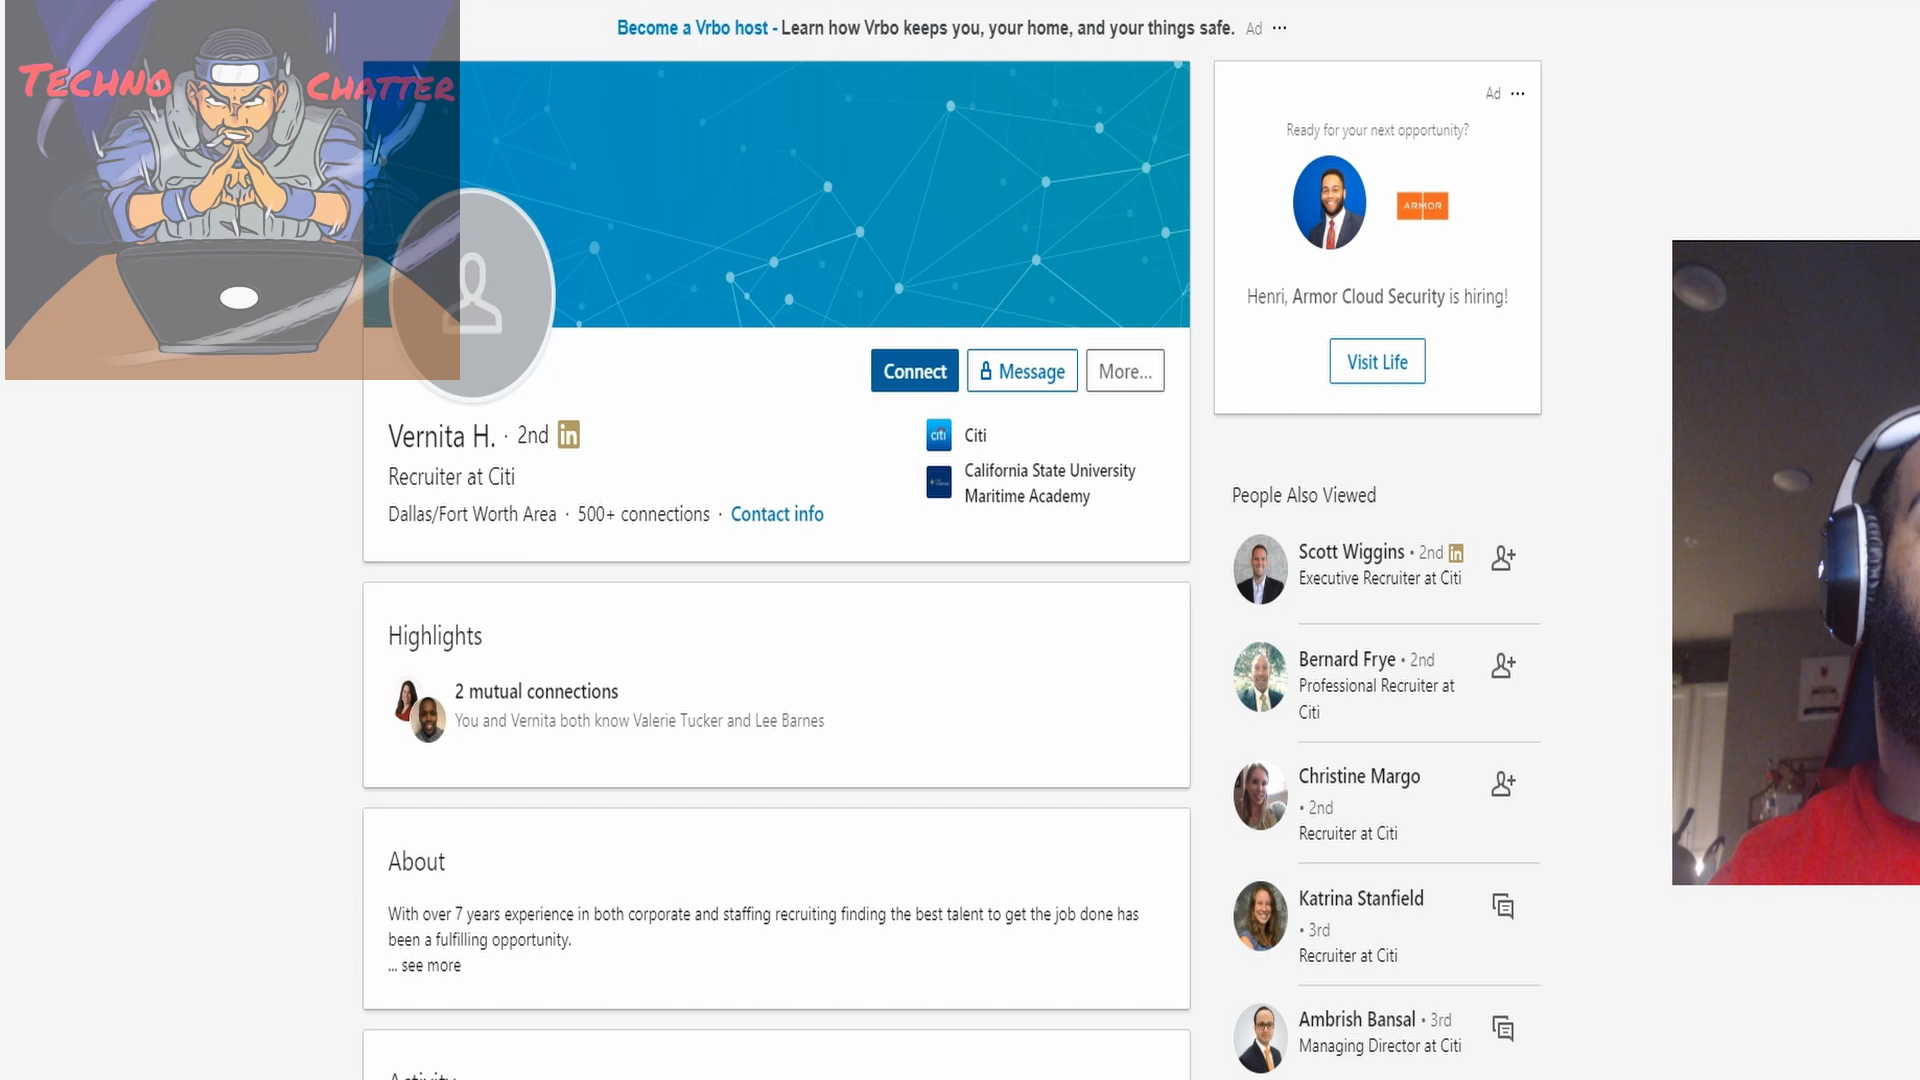 Become a Vrbo host - Learn how Vrbo keeps you, your home, and your things safe. Ad ...
TECHNO CHATTER
Connect
Message
More...
Vernita H. · 2nd in
Recruiter at Citi
Dallas/Fort Worth Area · 500+ connections · Contact info
citi Citi
California State University
Maritime Academy
Highlights
2 mutual connections
You and Vernita both know Valerie Tucker and Lee Barnes
About
With over 7 years experience in both corporate and staffing recruiting finding the best talent to get the job done has
been a fulfilling opportunity.
... see more
Activity
Ad ...
Ready for your next opportunity?
ARMOR
Henri, Armor Cloud Security is hiring!
Visit Life
People Also Viewed
Scott Wiggins • 2nd in
Executive Recruiter at Citi
Bernard Frye • 2nd
Professional Recruiter at
Citi
Christine Margo
• 2nd
Recruiter at Citi
Katrina Stanfield
• 3rd
Recruiter at Citi
Ambrish Bansal • 3rd
Managing Director at Citi